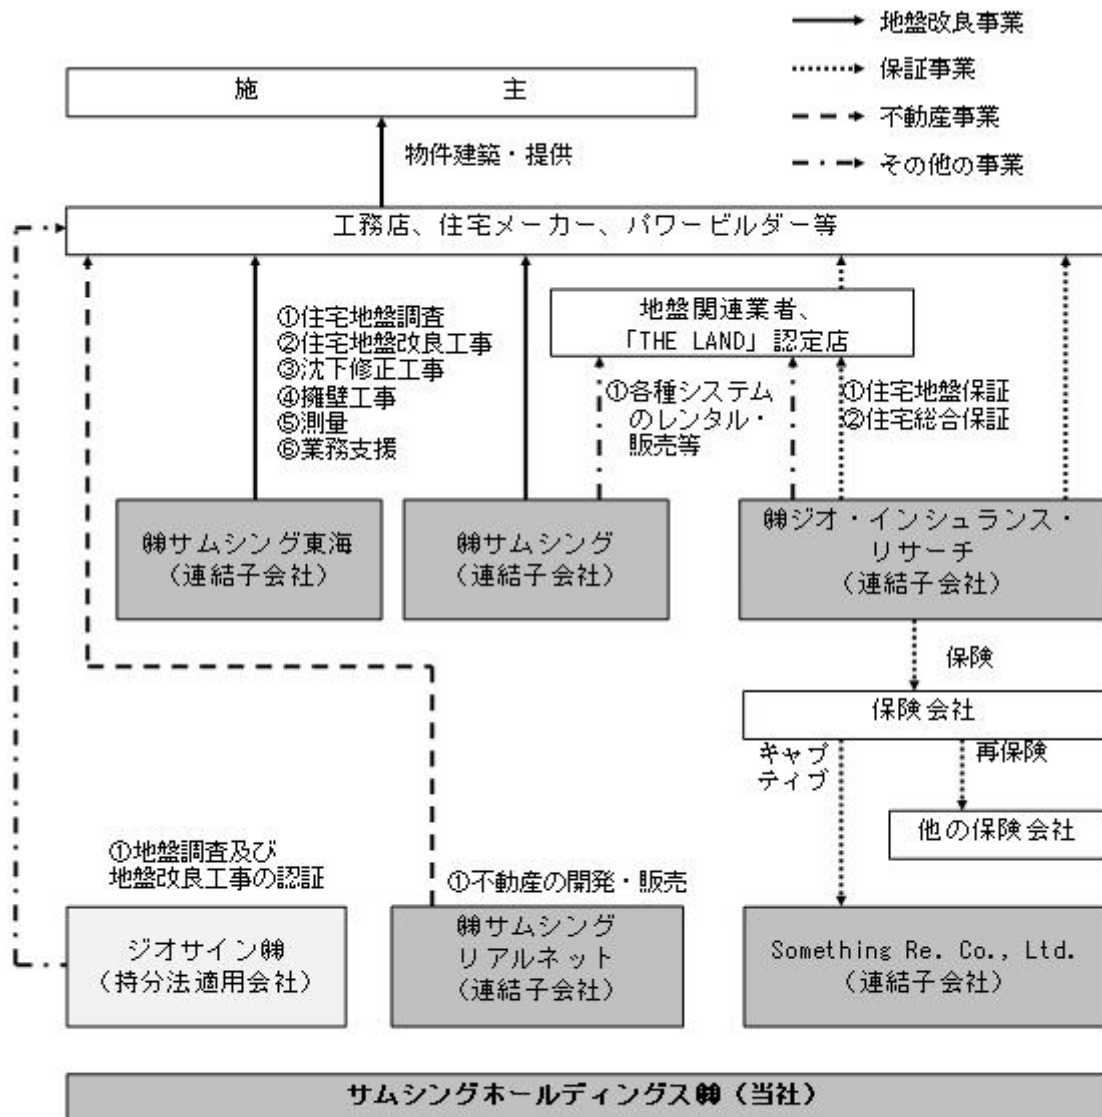 地盤改良事業
保証事業
不動産事業
その他の事業
施 主
物件建築・提供
工務店、住宅メーカー、パワービルダー等
地盤関連業者、
「THE LAND」認定店
①住宅地盤調査
②住宅地盤改良工事
③沈下修正工事
④擁壁工事
⑤測量
⑥業務支援
①各種システム
のレンタル・
販売等
①住宅地盤保証
②住宅総合保証
㈱サムシング東海
(連結子会社)
㈱サムシング
(連結子会社)
㈱ジオ・インシュランス・
リサーチ
(連結子会社)
保険
保険会社
キャプ
ティブ
再保険
他の保険会社
①地盤調査及び
地盤改良工事の認証
①不動産の開発・販売
ジオサイン㈱
(持分法適用会社)
㈱サムシング
リアルネット
(連結子会社)
Something Re. Co., Ltd.
(連結子会社)
サムシングホールディングス㈱(当社)